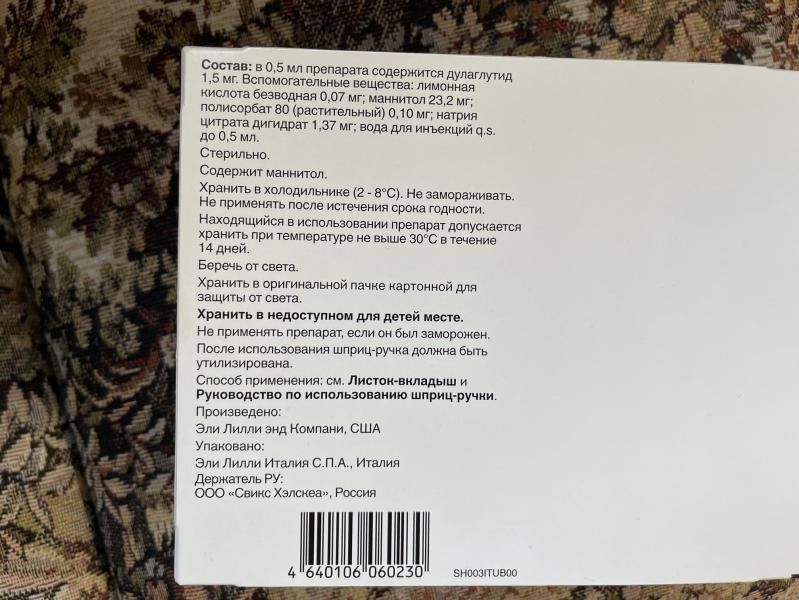 Состав: в 0,5 мл препарата содержится дулаглутид
1,5 мг. Вспомогательные вещества: лимонная
кислота безводная 0,07 мг; маннитол 23,2 мг;
полисорбат 80 (растительный) 0,10 мг; натрия
цитрата дигидрат 1,37 мг; вода для инъекций q.s.
до 0,5 мл.
Стерильно.
Содержит маннитол.
Хранить в холодильнике (2 - 8°С). Не замораживать.
Не применять после истечения срока годности.
Находящийся в использовании препарат допускается
хранить при температуре не выше 30°С в течение
14 дней.
Беречь от света.
Хранить в оригинальной пачке картонной для
защиты от света.
Хранить в недоступном для детей месте.
Не применять препарат, если он был заморожен.
После использования шприц-ручка должна быть
утилизирована.
Способ применения: см. Листок-вкладыш и
Руководство по использованию шприц-ручки.
Произведено:
Эли Лилли энд Компани, США
Упаковано:
Эли Лилли Италия С.П.А., Италия
Держатель РУ:
ООО «Свикс Хэлскеа», Россия
4 640106 060230
SH003ITUB00